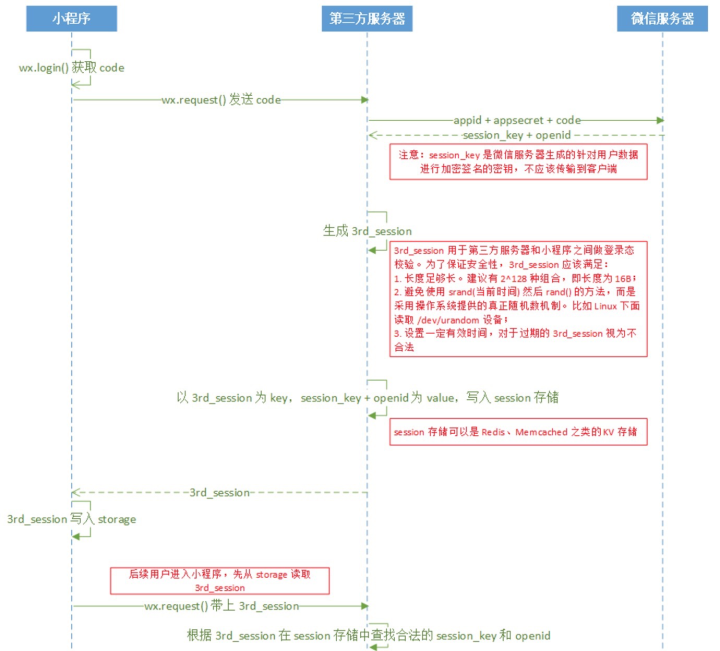 小程序
第三方服务器
微信服务器
wx.login() 获取 code
wx.request() 发送 code
appid + appsecret + code
session_key + openid
注意：session_key 是微信服务器生成的针对用户数据
进行加密签名的密钥，不应该传输到客户端
生成 3rd_session
3rd_session 用于第三方服务器和小程序之间做登录态
校验。为了保证安全性，3rd_session 应该满足：
1. 长度足够长。建议有 2^128 种组合，即长度为 16B；
2. 避免使用 srand(当前时间) 然后 rand() 的方法，而是
采用操作系统提供的真正随机数机制。比如 Linux 下面
读取 /dev/urandom 设备；
3. 设置一定有效时间，对于过期的 3rd_session 视为不
合法
以 3rd_session 为 key，session_key + openid 为 value，写入 session 存储
session 存储可以是 Redis、Memcached 之类的 KV 存储
3rd_session
3rd_session 写入 storage
后续用户进入小程序，先从 storage 读取
3rd_session
wx.request() 带上 3rd_session
根据 3rd_session 在 session 存储中查找合法的 session_key 和 openid